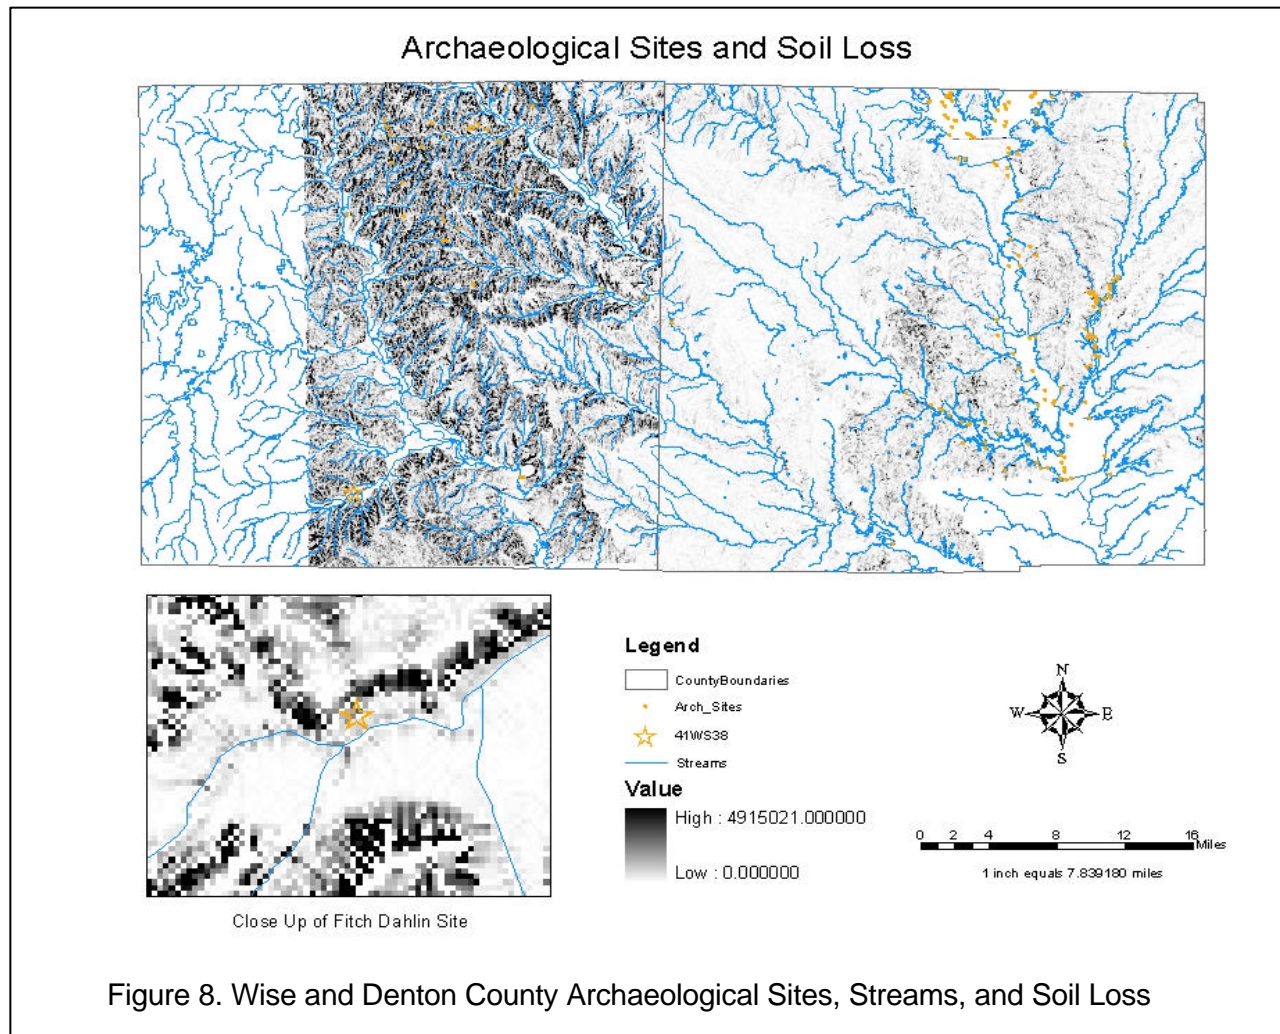 Archaeological Sites and Soil Loss
Close Up of Fitch Dahlin Site
Legend
CountyBoundaries
Arch_Sites
41WS38
Streams
Value
High : 4915021.000000
Low : 0.000000
N
W E
S
0 2 4 8 12 16
Miles
1 inch equals 7.839180 miles
Figure 8. Wise and Denton County Archaeological Sites, Streams, and Soil Loss